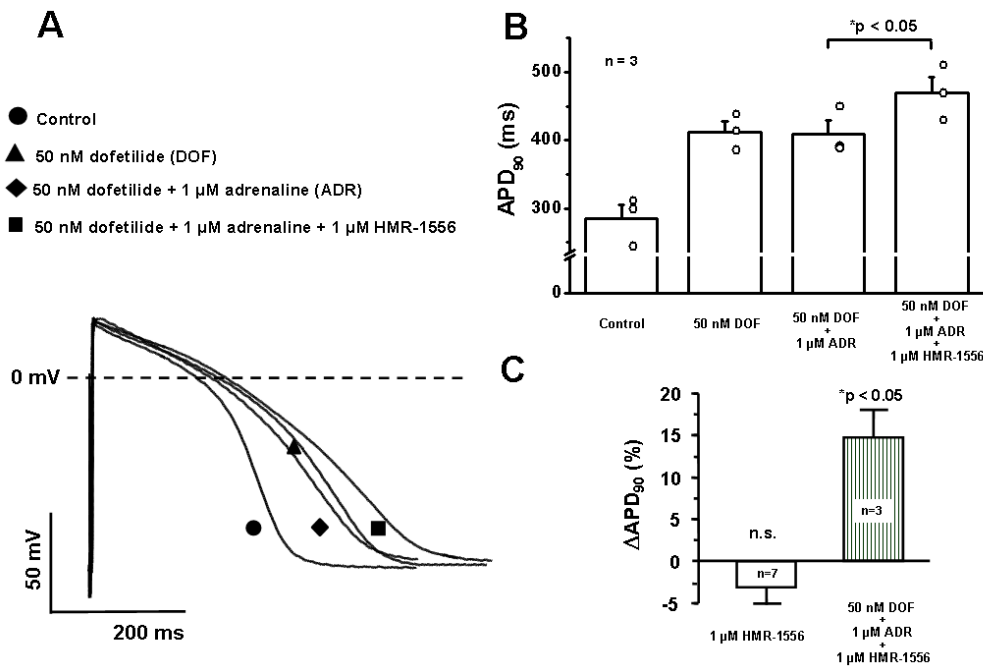 A
Control
50 nM dofetilide (DOF)
50 nM dofetilide + 1 µM adrenaline (ADR)
50 nM dofetilide + 1 µM adrenaline + 1 µM HMR-1556
0 mV
50 mV
200 ms
B
*p < 0.05
n = 3
APD90 (ms)
500
400
300
0
Control
50 nM DOF
50 nM DOF
+
1 µM ADR
50 nM DOF
+
1 µM ADR
+
1 µM HMR-1556
C
*p < 0.05
ΔAPD90 (%)
20
15
10
5
0
-5
n.s.
n=7
n=3
1 µM HMR-1556
50 nM DOF
+
1 µM ADR
+
1 µM HMR-1556